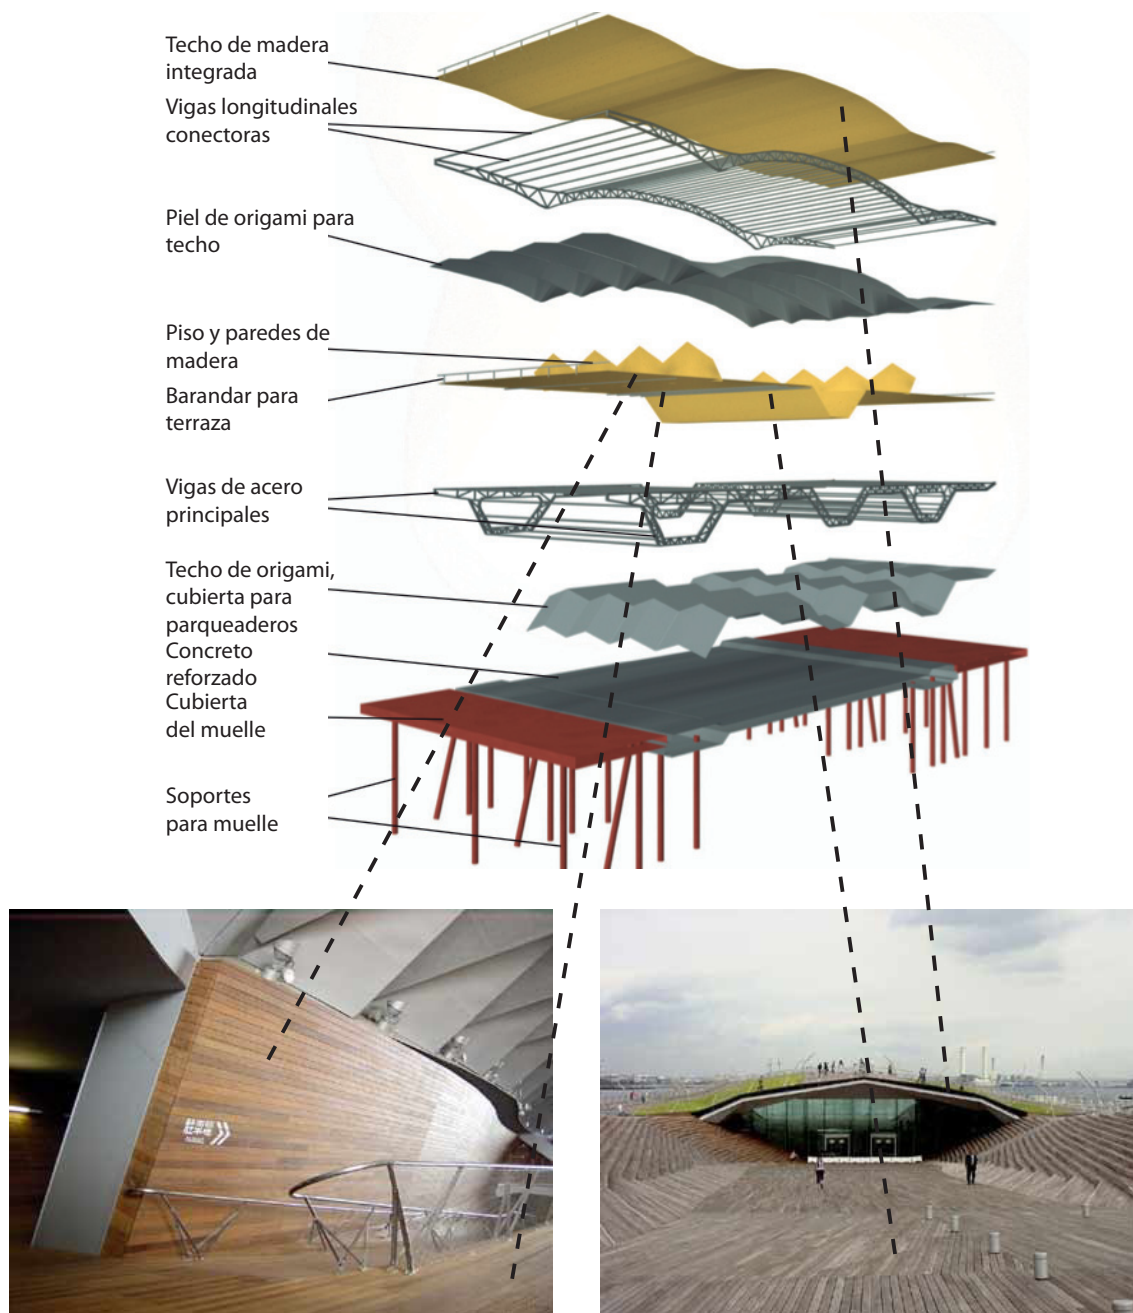 Techo de madera
integrada
Vigas longitudinales
conectoras
Piel de origami para
techo
Piso y paredes de
madera
Barandar para
terraza
Vigas de acero
principales
Techo de origami,
cubierta para
parqueaderos
Concreto
reforzado
Cubierta
del muelle
Soportes
para muelle